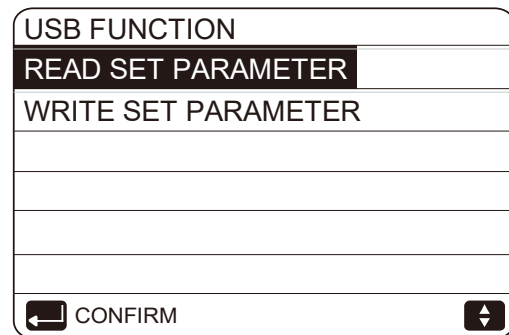 USB FUNCTION
READ SET PARAMETER
WRITE SET PARAMETER
CONFIRM